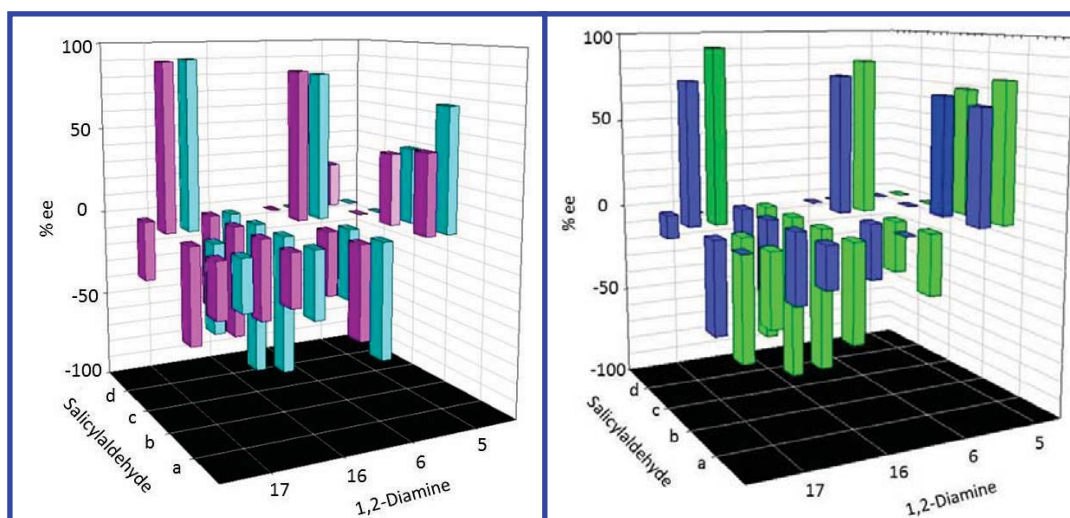 100
50
0
-50
-100
% ee
d
c
b
a
Salicylaldehyde
17
16
6
5
1,2-Diamine
100
50
0
-50
-100
% ee
d
c
b
a
Salicylaldehyde
17
16
6
5
1,2-Diamine